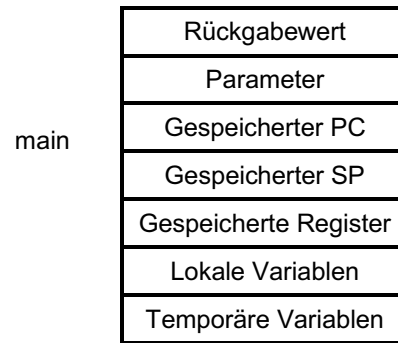 Rückgabewert
Parameter
main
Gespeicherter PC
Gespeicherter SP
Gespeicherte Register
Lokale Variablen
Temporäre Variablen